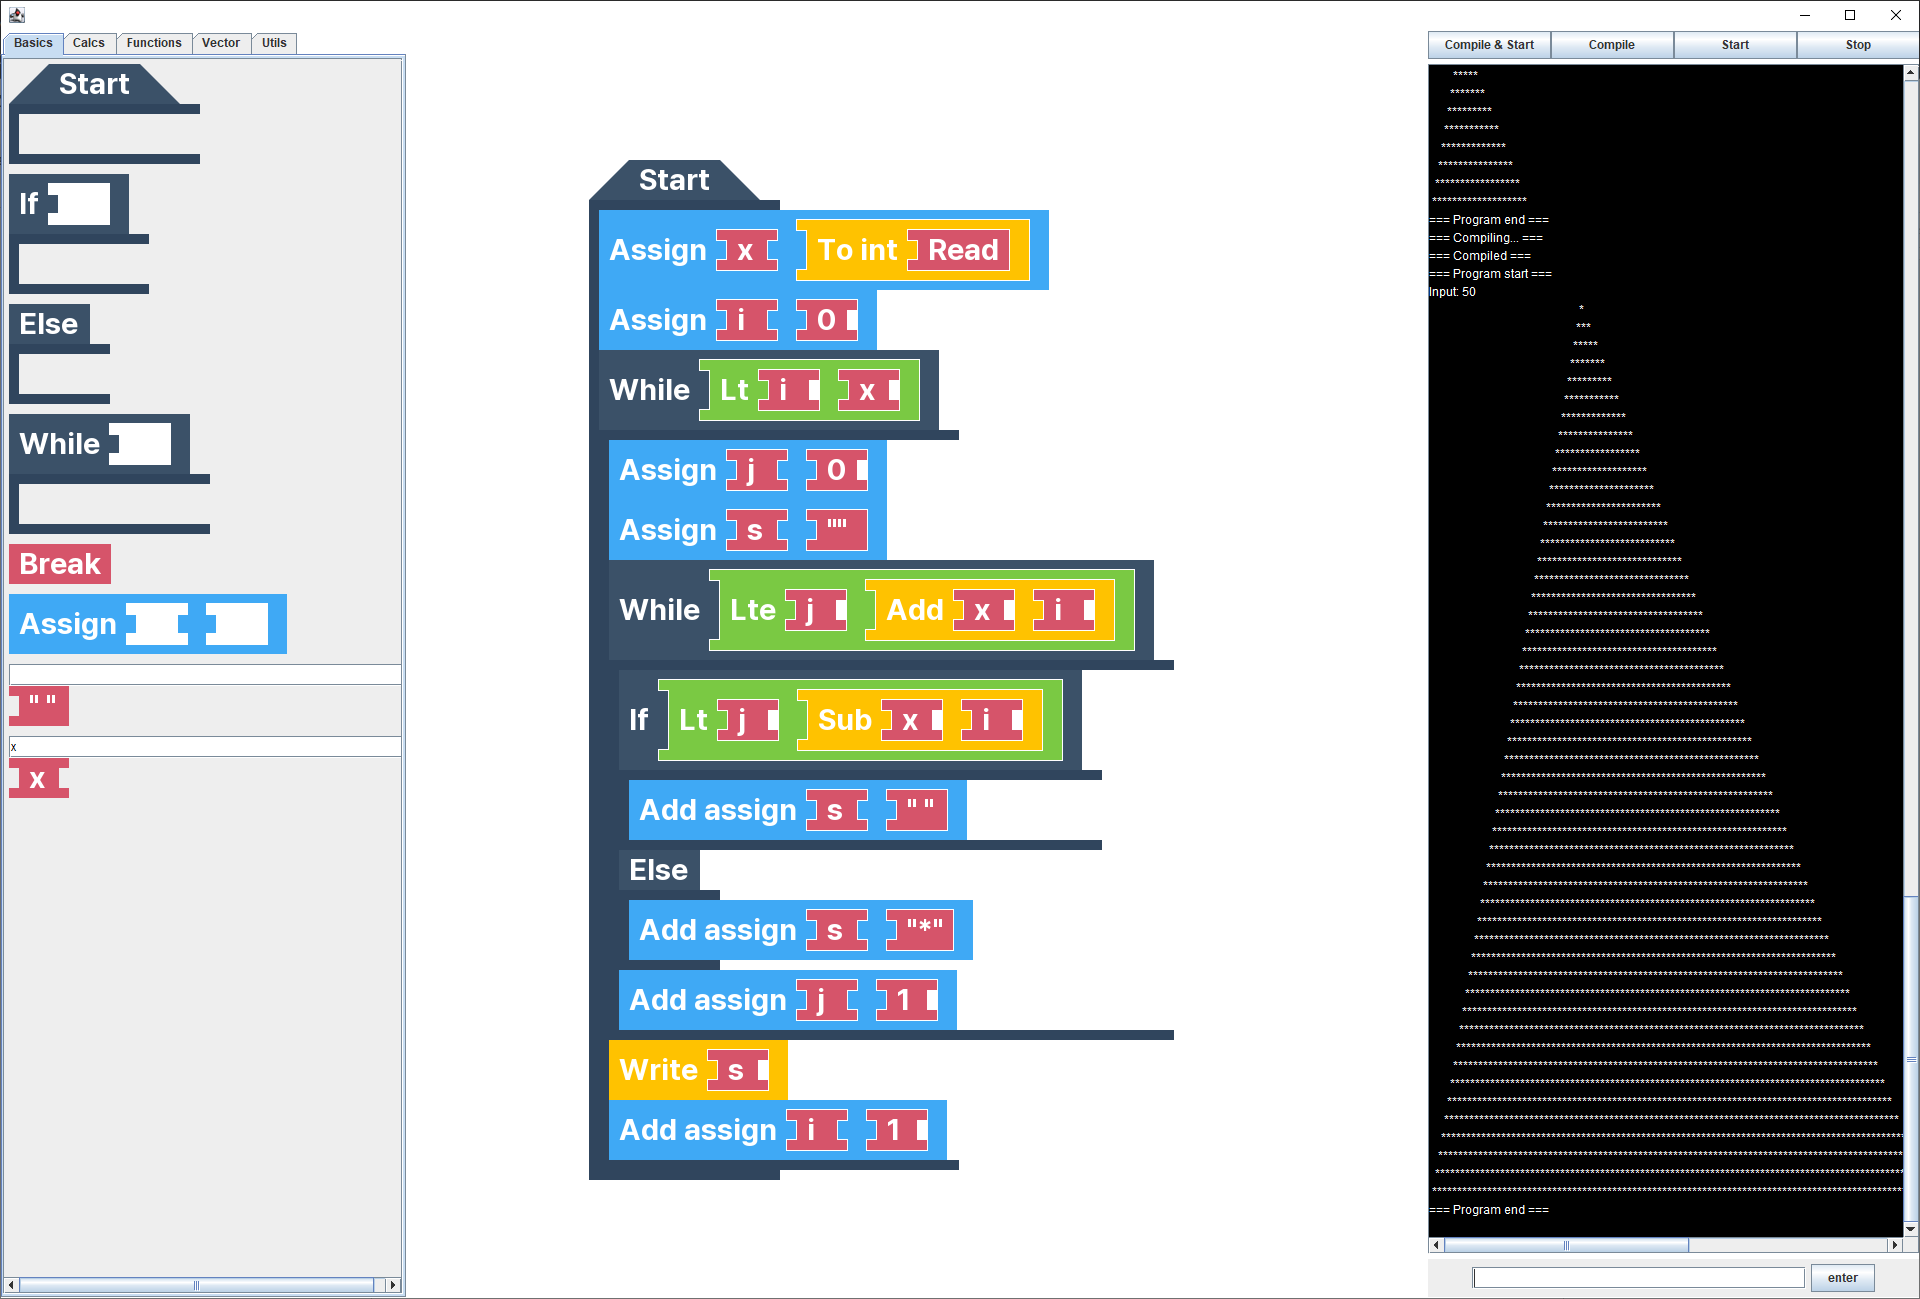 Basics Calcs Functions Vector Utils
Start
If
Else
While
Break
Assign
" "
x
x
Start
Assign x To int Read
Assign i 0
While Lt i x
Assign j 0
Assign s ""
While Lte j Add x i
If Lt j Sub x i
Add assign s " "
Else
Add assign s "*"
Add assign j 1
Write s
Add assign i 1
Compile & Start Compile Start Stop
*****
*******
*********
***********
*************
***************
*****************
*******************
=== Program end ===
=== Compiling... ===
=== Compiled ===
=== Program start ===
Input: 50
*
***
*****
*******
*********
***********
*************
***************
*****************
*******************
*********************
***********************
*************************
***************************
*****************************
*******************************
*********************************
***********************************
*************************************
***************************************
*****************************************
=== Program end ===
enter